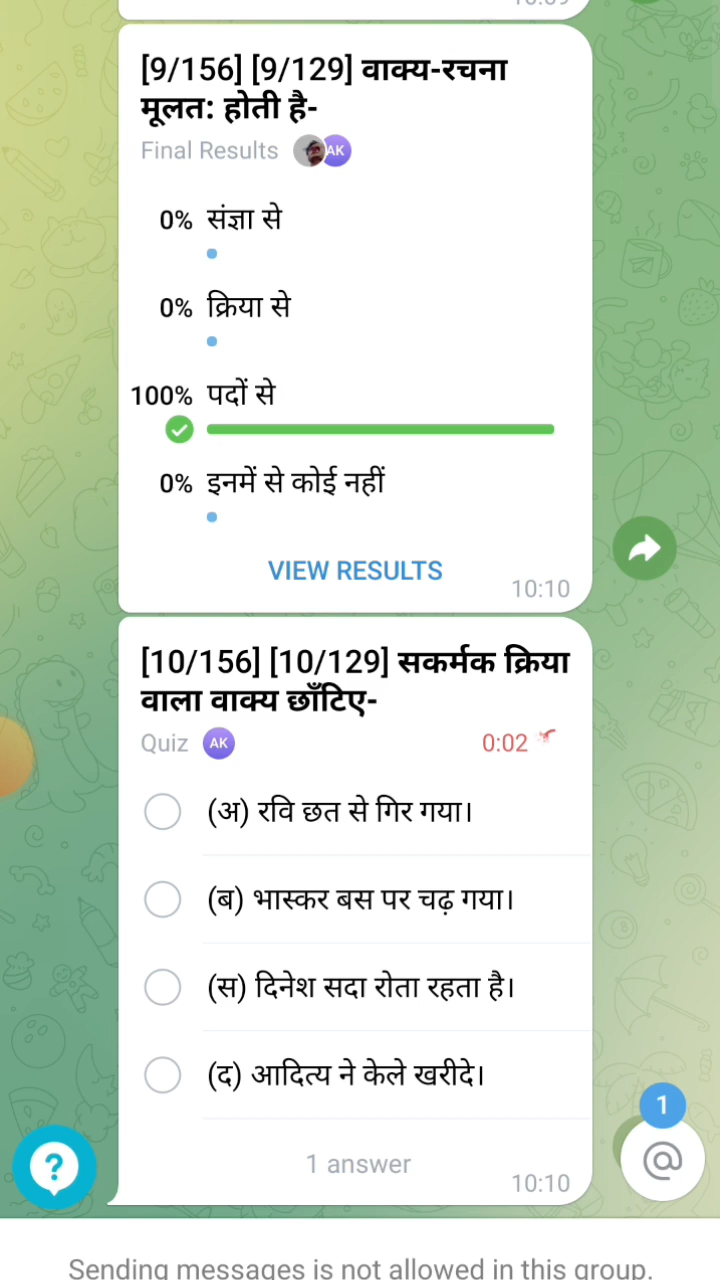 [9/156] [9/129] वाक्य-रचना
मूलत: होती है-
Final Results AK
0% संज्ञा से
0% क्रिया से
100% पदों से
0% इनमें से कोई नहीं
VIEW RESULTS
10:10
[10/156] [10/129] सकर्मक क्रिया
वाला वाक्य छाँटिए-
Quiz AK 0:02
(अ) रवि छत से गिर गया।
(ब) भास्कर बस पर चढ़ गया।
(स) दिनेश सदा रोता रहता है।
(द) आदित्य ने केले खरीदे।
1
1 answer
10:10
@
?
Sending messages is not allowed in this group.